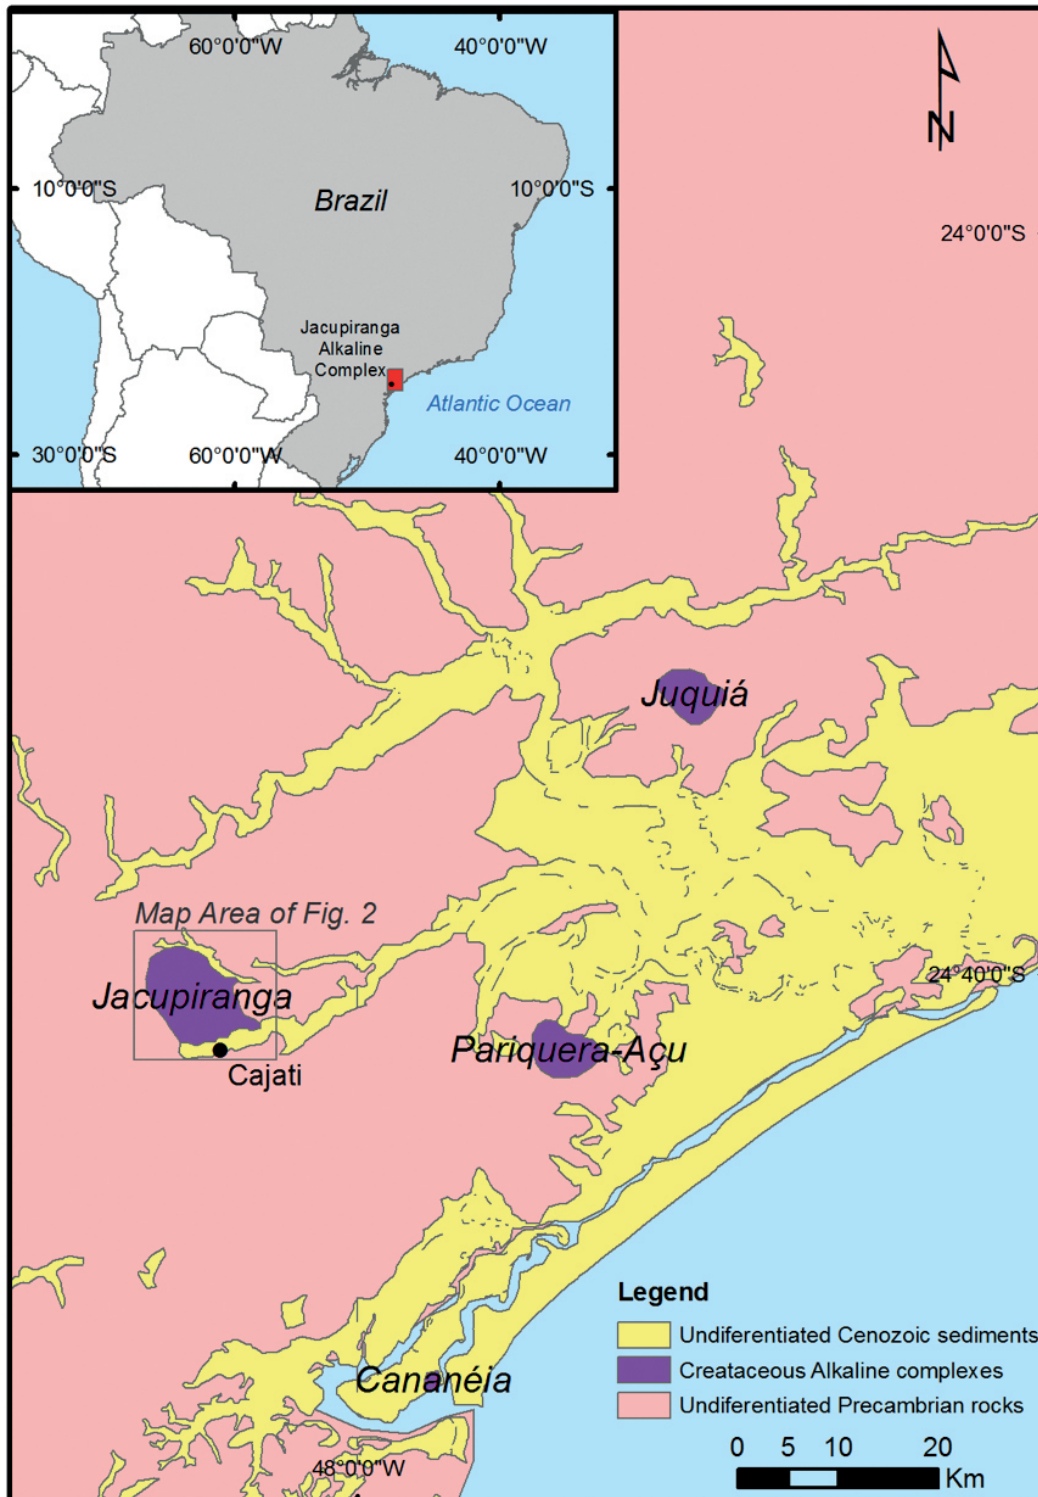 60°0'0"W
40°0'0"W
N
10°0'0"S
Brazil
10°0'0"S
24°0'0"S
Jacupiranga
Alkaline
Complex
Atlantic Ocean
30°0'0"S
60°0'0"W
40°0'0"W
Juquiá
Map Area of Fig. 2
24°40'0"S
Jacupiranga
Pariquera-Açu
Cajati
Legend
Undiferentiated Cenozoic sediments
Creataceous Alkaline complexes
Undiferentiated Precambrian rocks
Cananéia
48°0'0"W
0 5 10 20
Km